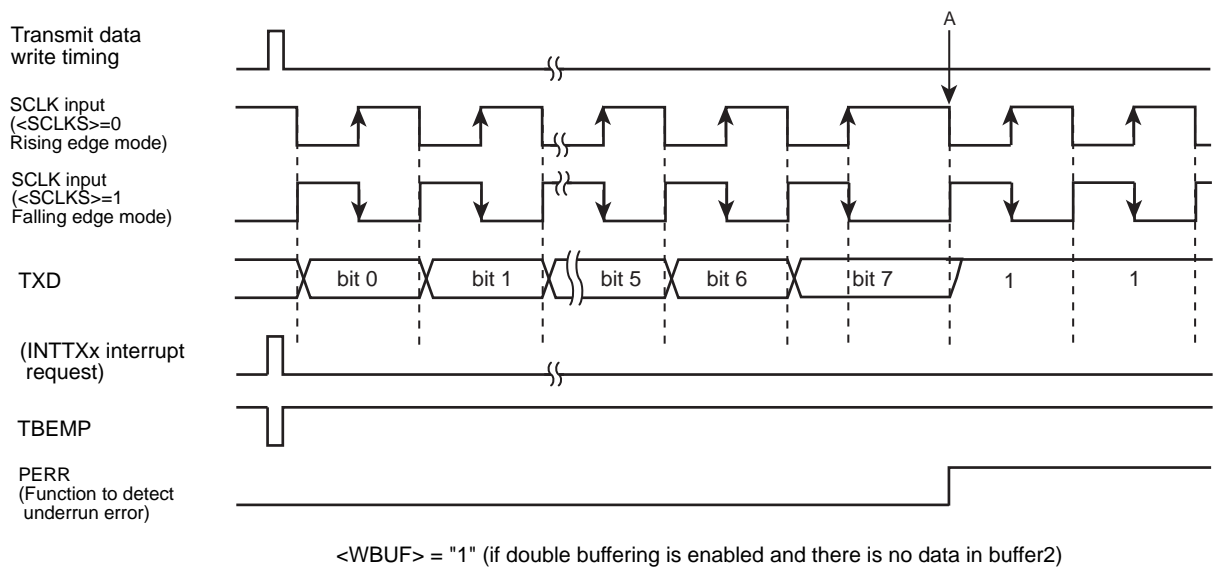 A
Transmit data
write timing
SCLK input
(<SCLKS>=0
Rising edge mode)
SCLK input
(<SCLKS>=1
Falling edge mode)
TXD
bit 0
bit 1
bit 5
bit 6
bit 7
1
1
(INTTXx interrupt
request)
TBEMP
PERR
(Function to detect
underrun error)
<WBUF> = "1" (if double buffering is enabled and there is no data in buffer2)